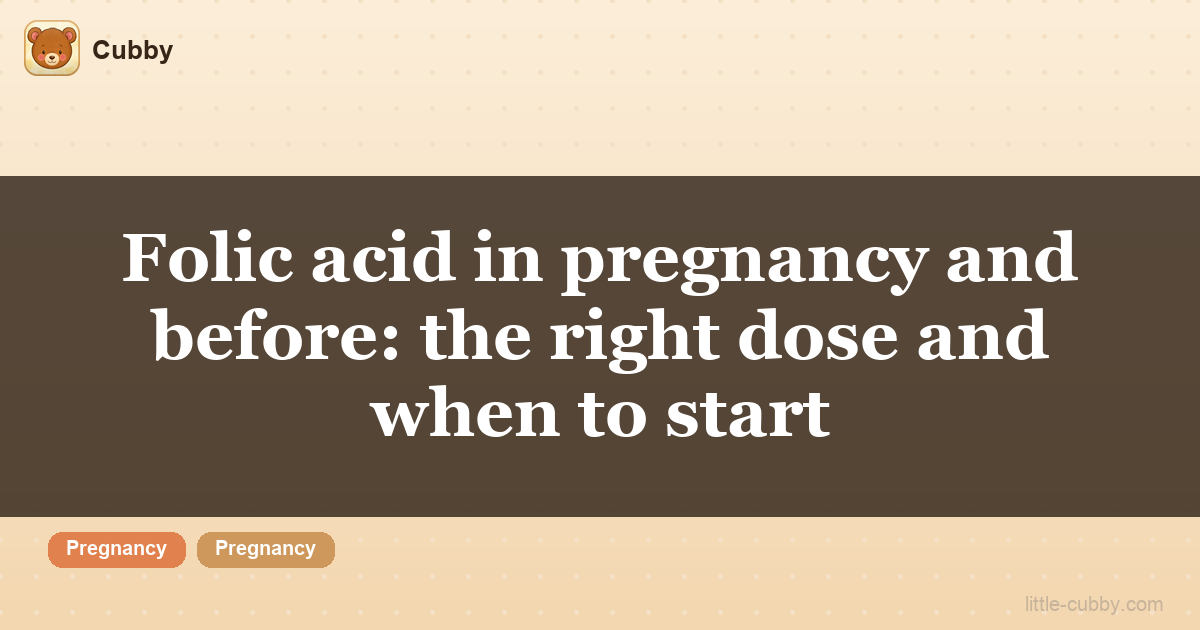 Cubby
Folic acid in pregnancy and
before: the right dose and
when to start
Pregnancy Pregnancy
little-cubby.com